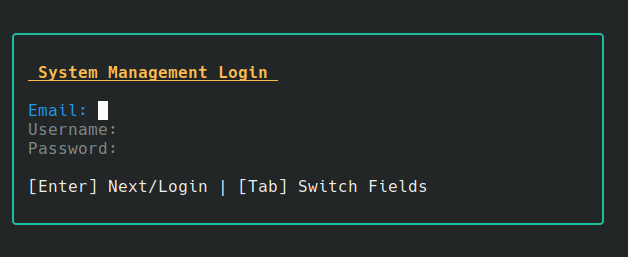 System Management Login
Email:
Username:
Password:
[Enter] Next/Login | [Tab] Switch Fields